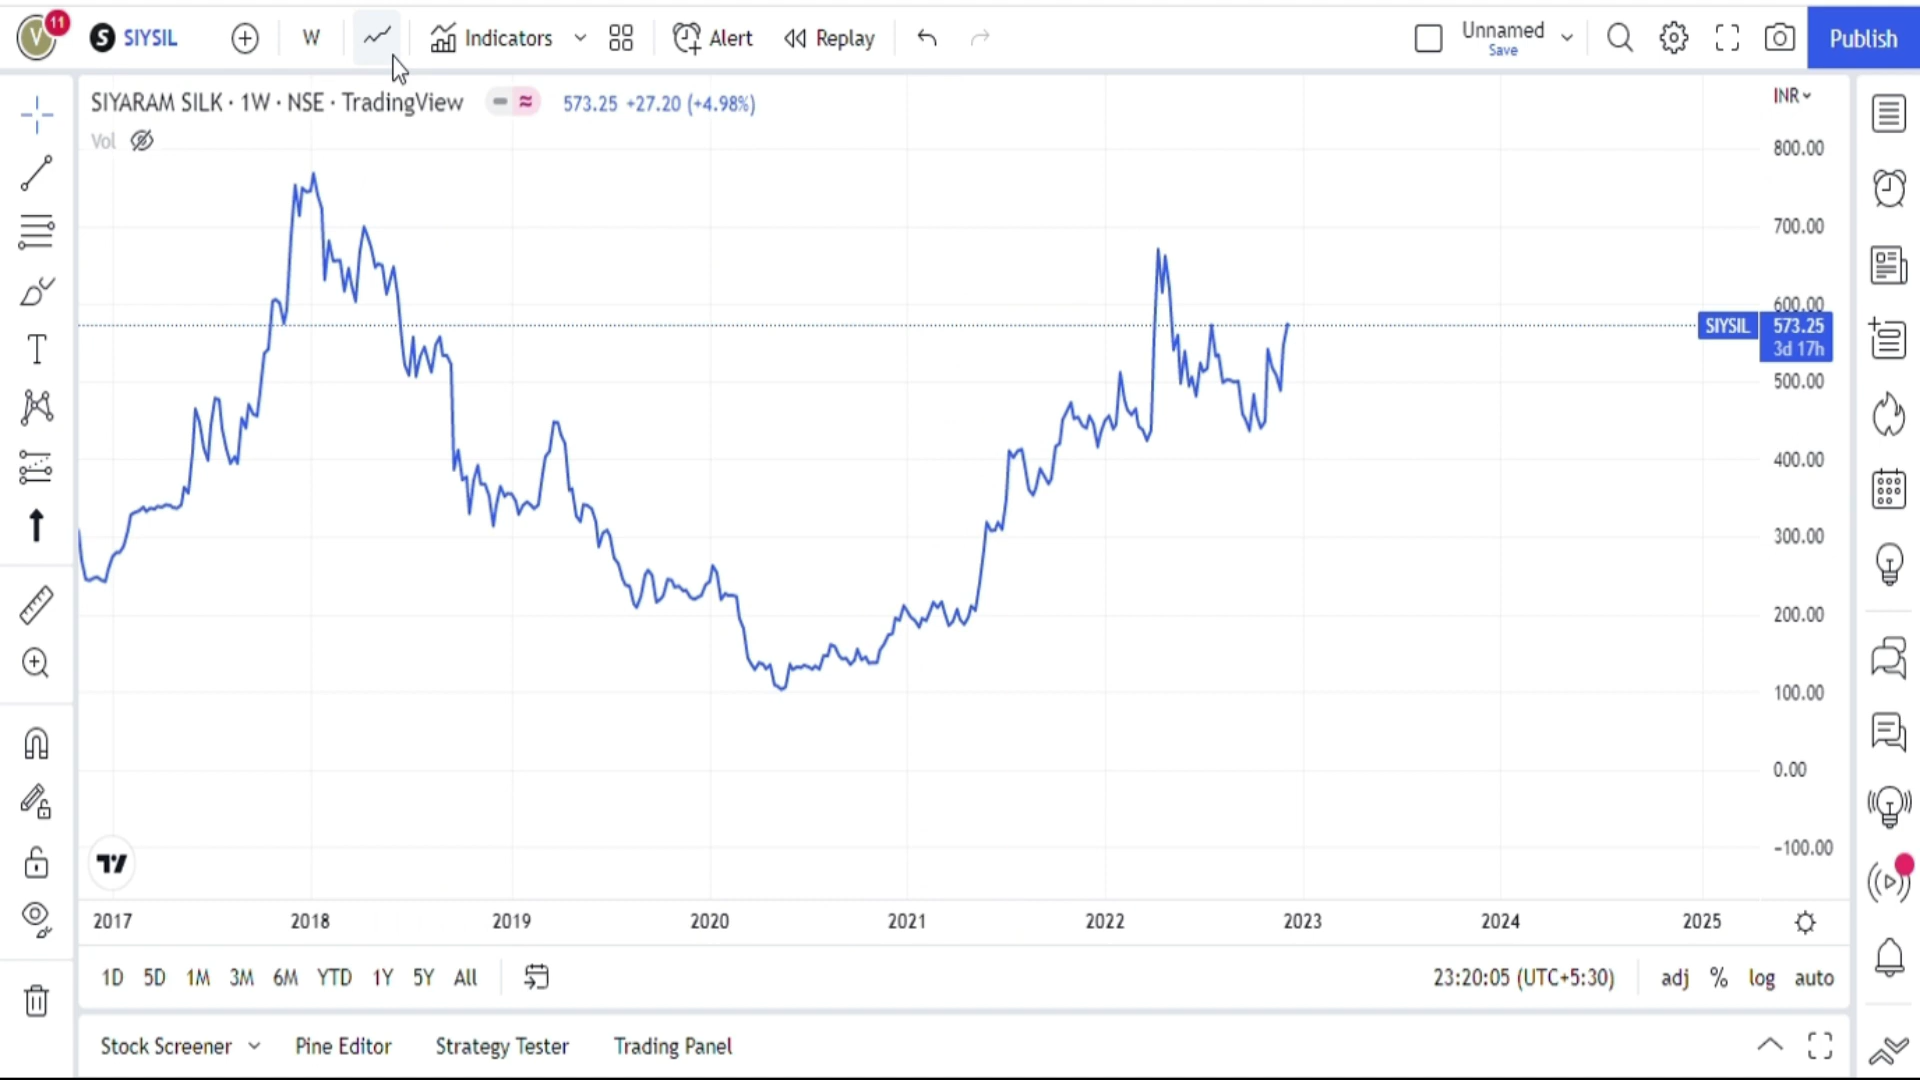 V 11 S SIYSIL W Indicators Alert Replay Unnamed Save Publish
SIYARAM SILK · 1W · NSE · TradingView 573.25 +27.20 (+4.98%)
Vol
INR
800.00
700.00
600.00
SIYSIL 573.25
3d 17h
500.00
400.00
300.00
200.00
100.00
0.00
-100.00
2017 2018 2019 2020 2021 2022 2023 2024 2025
1D 5D 1M 3M 6M YTD 1Y 5Y All 23:20:05 (UTC+5:30) adj % log auto
Stock Screener Pine Editor Strategy Tester Trading Panel